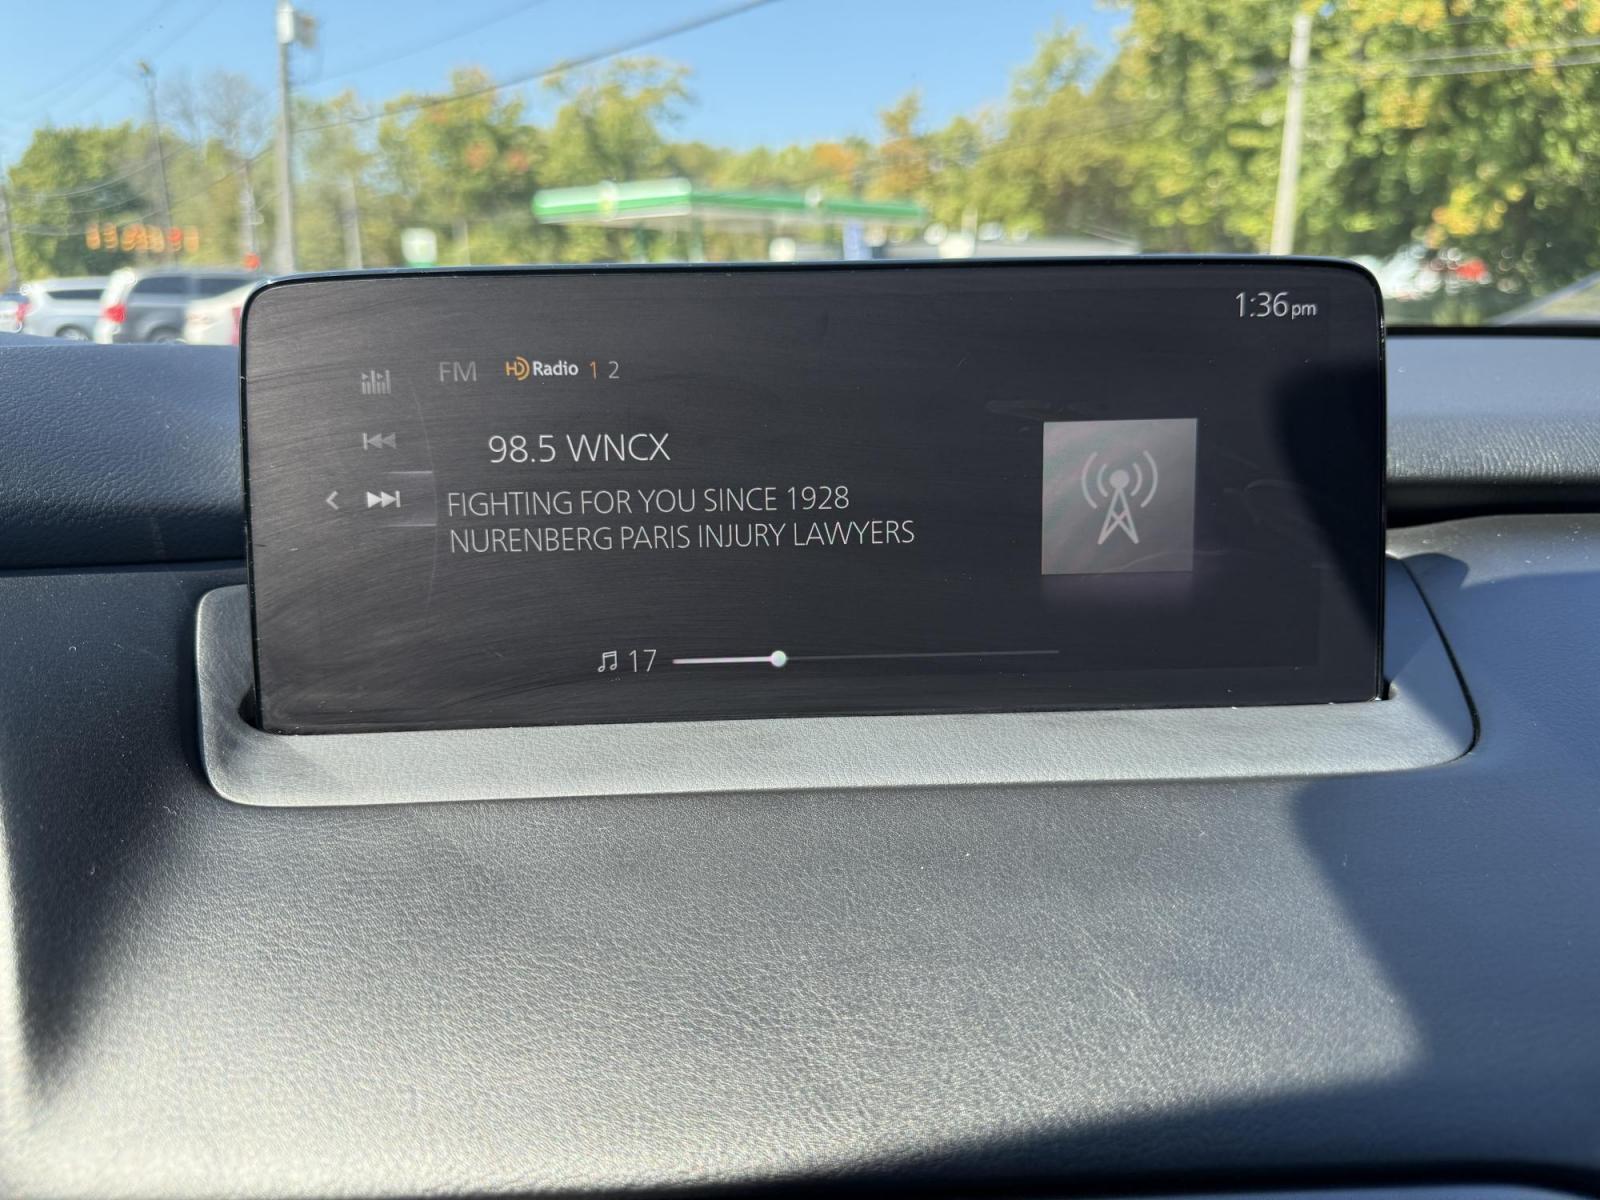 1:36pm
FM HD Radio 1 2
98.5 WNCX
FIGHTING FOR YOU SINCE 1928
NURENBERG PARIS INJURY LAWYERS
17